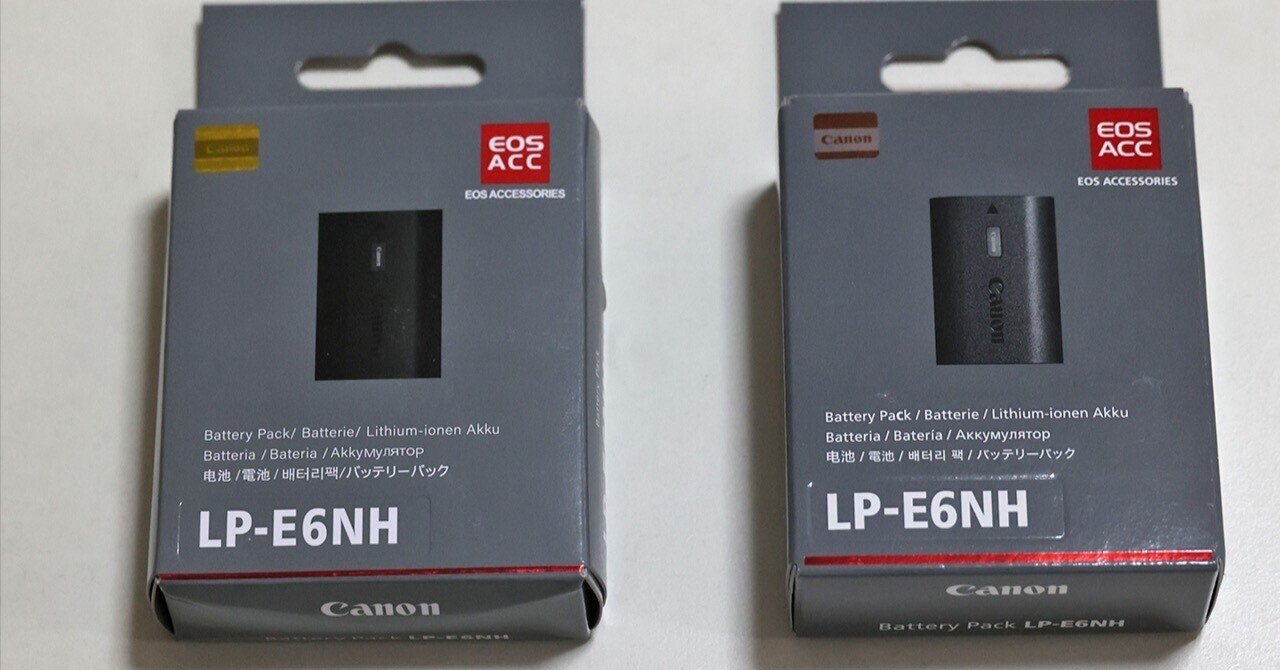 Canon
EOS
ACC
EOS ACCESSORIES
Canon
Battery Pack/ Batterie/ Lithium-ionen Akku
Batteria / Bateria / Аккумулятор
电池 / 電池 / 배터리팩//バッテリーパック
LP-E6NH
Canon
Battery Pack LP-E6NH
Canon
EOS
ACC
EOS ACCESSORIES
Canon
Canon
Battery Pack / Batterie / Lithium-ionen Akku
Batteria / Batería / Аккумулятор
电池 / 電池 / 배터리 팩 / バッテリーパック
LP-E6NH
Canon
Battery Pack LP-E6NH